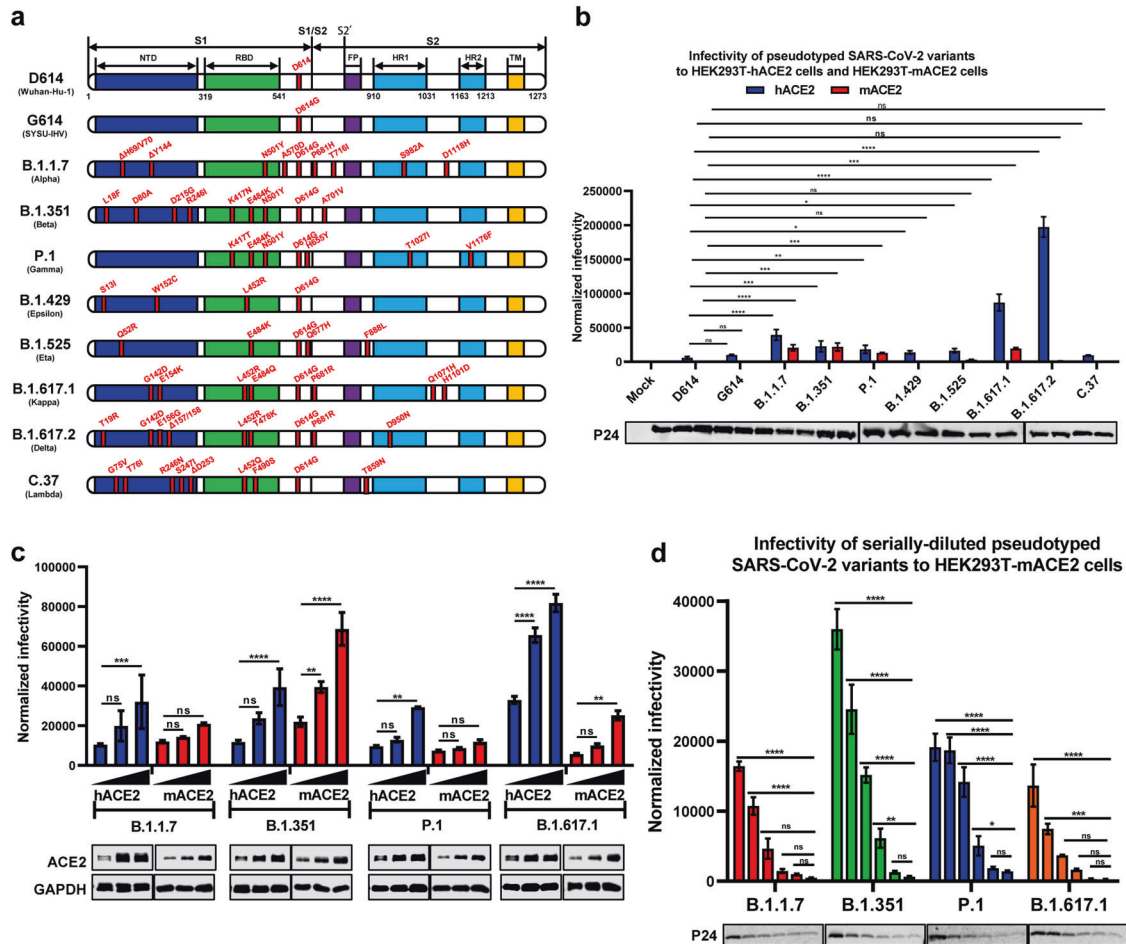 a
S1
S1/S2
S2′
S2
NTD
RBD
D614
FP
HR1
HR2
TM
D614
(Wuhan-Hu-1)
1
319
541
910
1031
1163
1213
1273
D614G
G614
(SYSU-IHV)
ΔH69/V70
ΔY144
N501Y
A570D
D614G
P681H
T716I
S982A
D1118H
B.1.1.7
(Alpha)
L18F
D80A
D215G
R246I
K417N
E484K
N501Y
D614G
A701V
B.1.351
(Beta)
K417T
E484K
N501Y
D614G
H655Y
T1027I
V1176F
P.1
(Gamma)
S13I
W152C
L452R
D614G
B.1.429
(Epsilon)
Q52R
E484K
D614G
Q677H
F888L
B.1.525
(Eta)
G142D
E154K
L452R
E484Q
D614G
P681R
Q1071H
H1101D
B.1.617.1
(Kappa)
T19R
G142D
E156G
Δ157/158
L452R
T478K
D614G
P681R
D950N
B.1.617.2
(Delta)
G75V
T76I
R246N
S247I
ΔD253
L452Q
F490S
D614G
T859N
C.37
(Lambda)
b
Infectivity of pseudotyped SARS-CoV-2 variants
to HEK293T-hACE2 cells and HEK293T-mACE2 cells
hACE2
mACE2
ns
ns
ns
****
***
****
ns
*
ns
*
***
**
***
***
****
****
ns
Normalized infectivity
250000
200000
150000
100000
50000
0
Mock
D614
G614
B.1.1.7
B.1.351
P.1
B.1.429
B.1.525
B.1.617.1
B.1.617.2
C.37
P24
c
Normalized infectivity
100000
80000
60000
40000
20000
0
***
ns
ns
ns
****
ns
****
**
**
ns
ns
ns
****
****
**
ns
hACE2
mACE2
hACE2
mACE2
hACE2
mACE2
hACE2
mACE2
B.1.1.7
B.1.351
P.1
B.1.617.1
ACE2
GAPDH
d
Infectivity of serially-diluted pseudotyped
SARS-CoV-2 variants to HEK293T-mACE2 cells
Normalized infectivity
40000
30000
20000
10000
0
****
****
ns
ns
ns
****
****
****
**
ns
****
****
****
*
ns
****
***
ns
ns
ns
B.1.1.7
B.1.351
P.1
B.1.617.1
P24